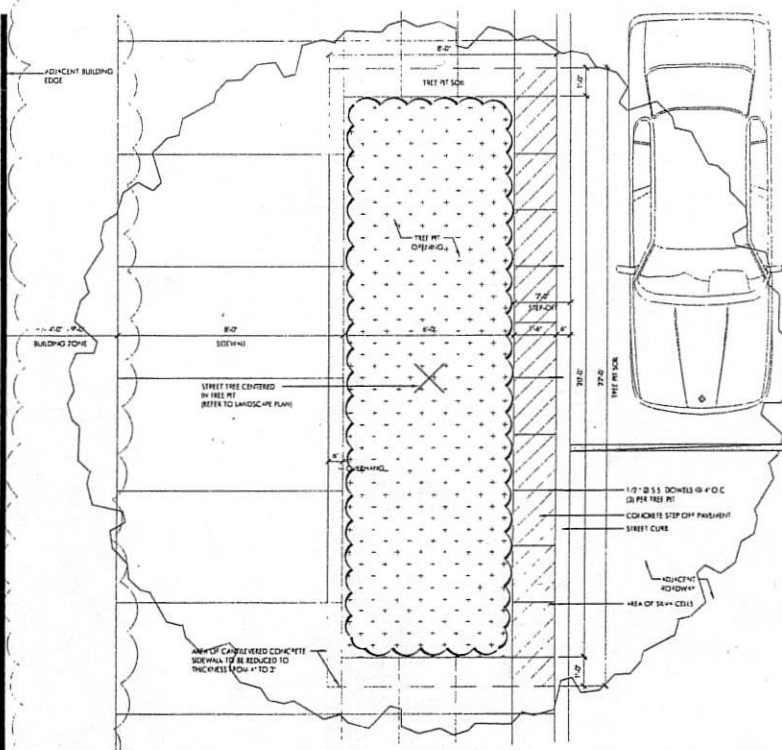 8'-0"
ADJACENT BUILDING
EDGE
TREE PIT SOIL
1'-0"
TREE PIT
OPENING
2'-0"
STEP-OFF
BUILDING ZONE
8'-0"
SIDEWALK
6'-0"
1'-6"
6"
20'-0"
22'-0"
TREE PIT SOIL
STREET TREE CENTERED
IN TREE PIT
(REFER TO LANDSCAPE PLAN)
6"
OVERHANG
1/2" Ø S.S. DOWELS @ 4' O.C.
PER TREE PIT
CONCRETE STEP OFF PAVEMENT
STREET CURB
ADJACENT
ROADWAY
AREA OF SILVA CELLS
AREA OF CANTILEVERED CONCRETE
SIDEWALK TO BE REDUCED TO
THICKNESS FROM 4" TO 3"
1'-0"